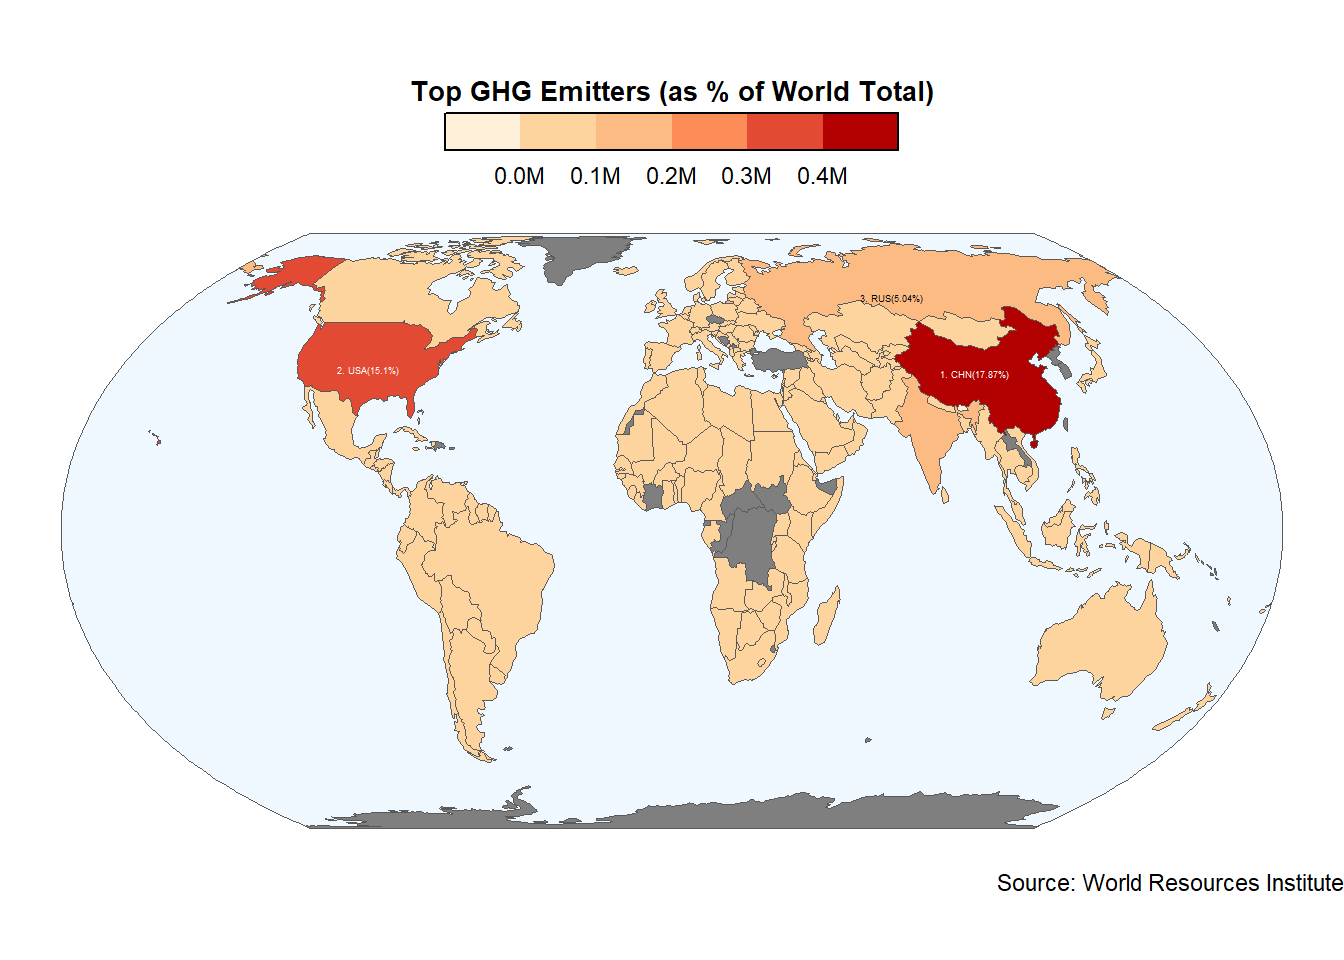 Top GHG Emitters (as % of World Total)
0.0M 0.1M 0.2M 0.3M 0.4M
3. RUS(5.04%)
2. USA(15.1%)
1. CHN(17.87%)
Source: World Resources Institute